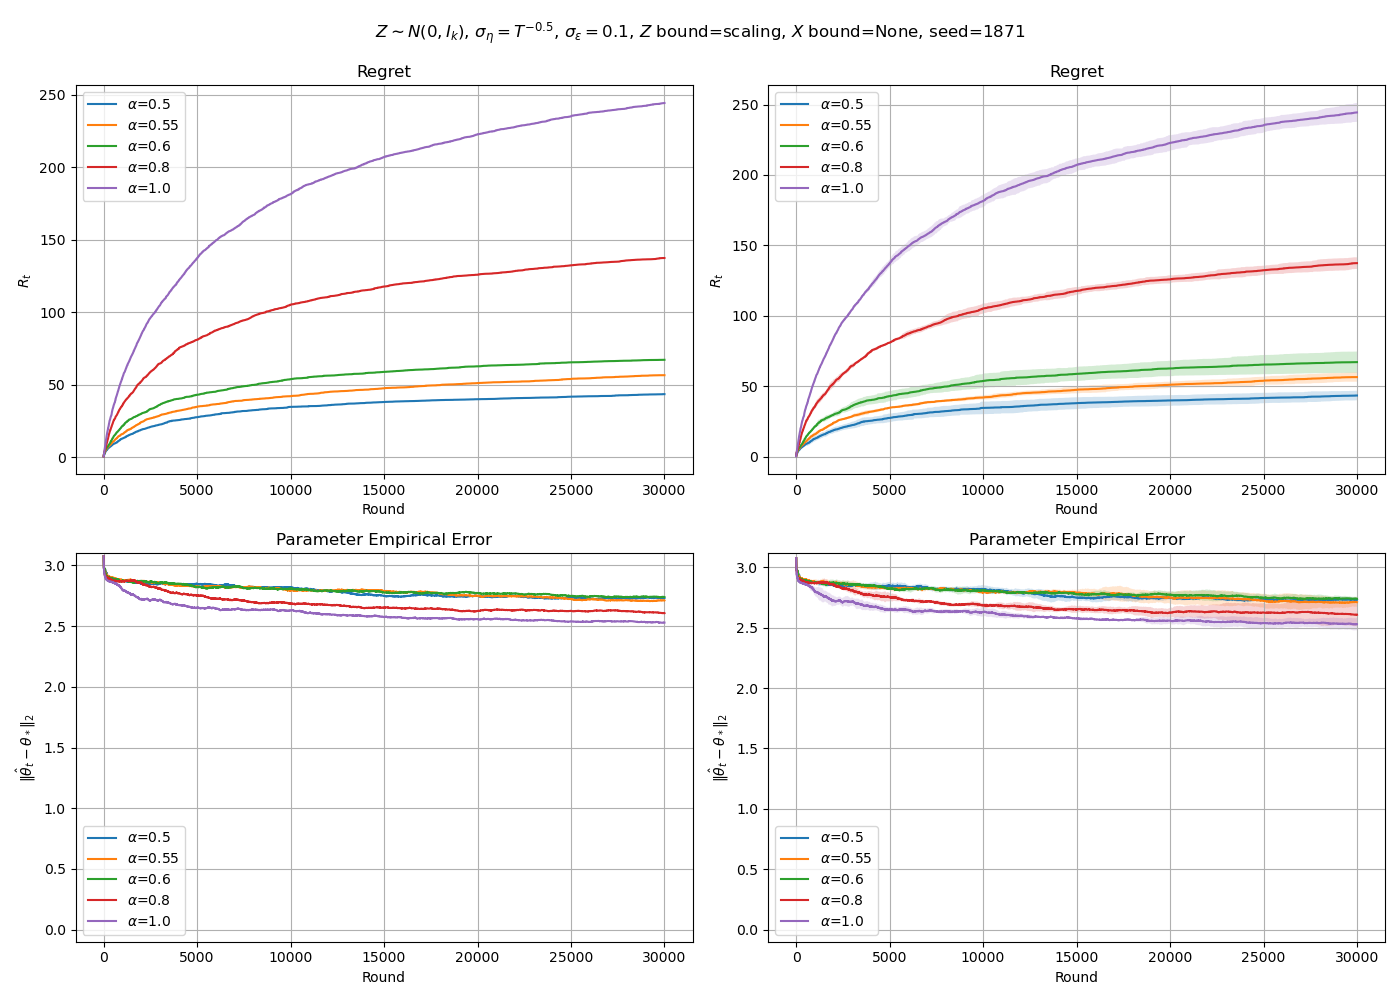 Z ~ N(0, I_k), σ_η = T^{-0.5}, σ_ε = 0.1, Z bound=scaling, X bound=None, seed=1871
Regret
250
200
150
100
50
0
R_t
α=0.5
α=0.55
α=0.6
α=0.8
α=1.0
0 5000 10000 15000 20000 25000 30000
Round
Regret
250
200
150
100
50
0
R_t
α=0.5
α=0.55
α=0.6
α=0.8
α=1.0
0 5000 10000 15000 20000 25000 30000
Round
Parameter Empirical Error
3.0
2.5
2.0
1.5
1.0
0.5
0.0
‖θ̂_t − θ_*‖_2
α=0.5
α=0.55
α=0.6
α=0.8
α=1.0
0 5000 10000 15000 20000 25000 30000
Round
Parameter Empirical Error
3.0
2.5
2.0
1.5
1.0
0.5
0.0
‖θ̂_t − θ_*‖_2
α=0.5
α=0.55
α=0.6
α=0.8
α=1.0
0 5000 10000 15000 20000 25000 30000
Round